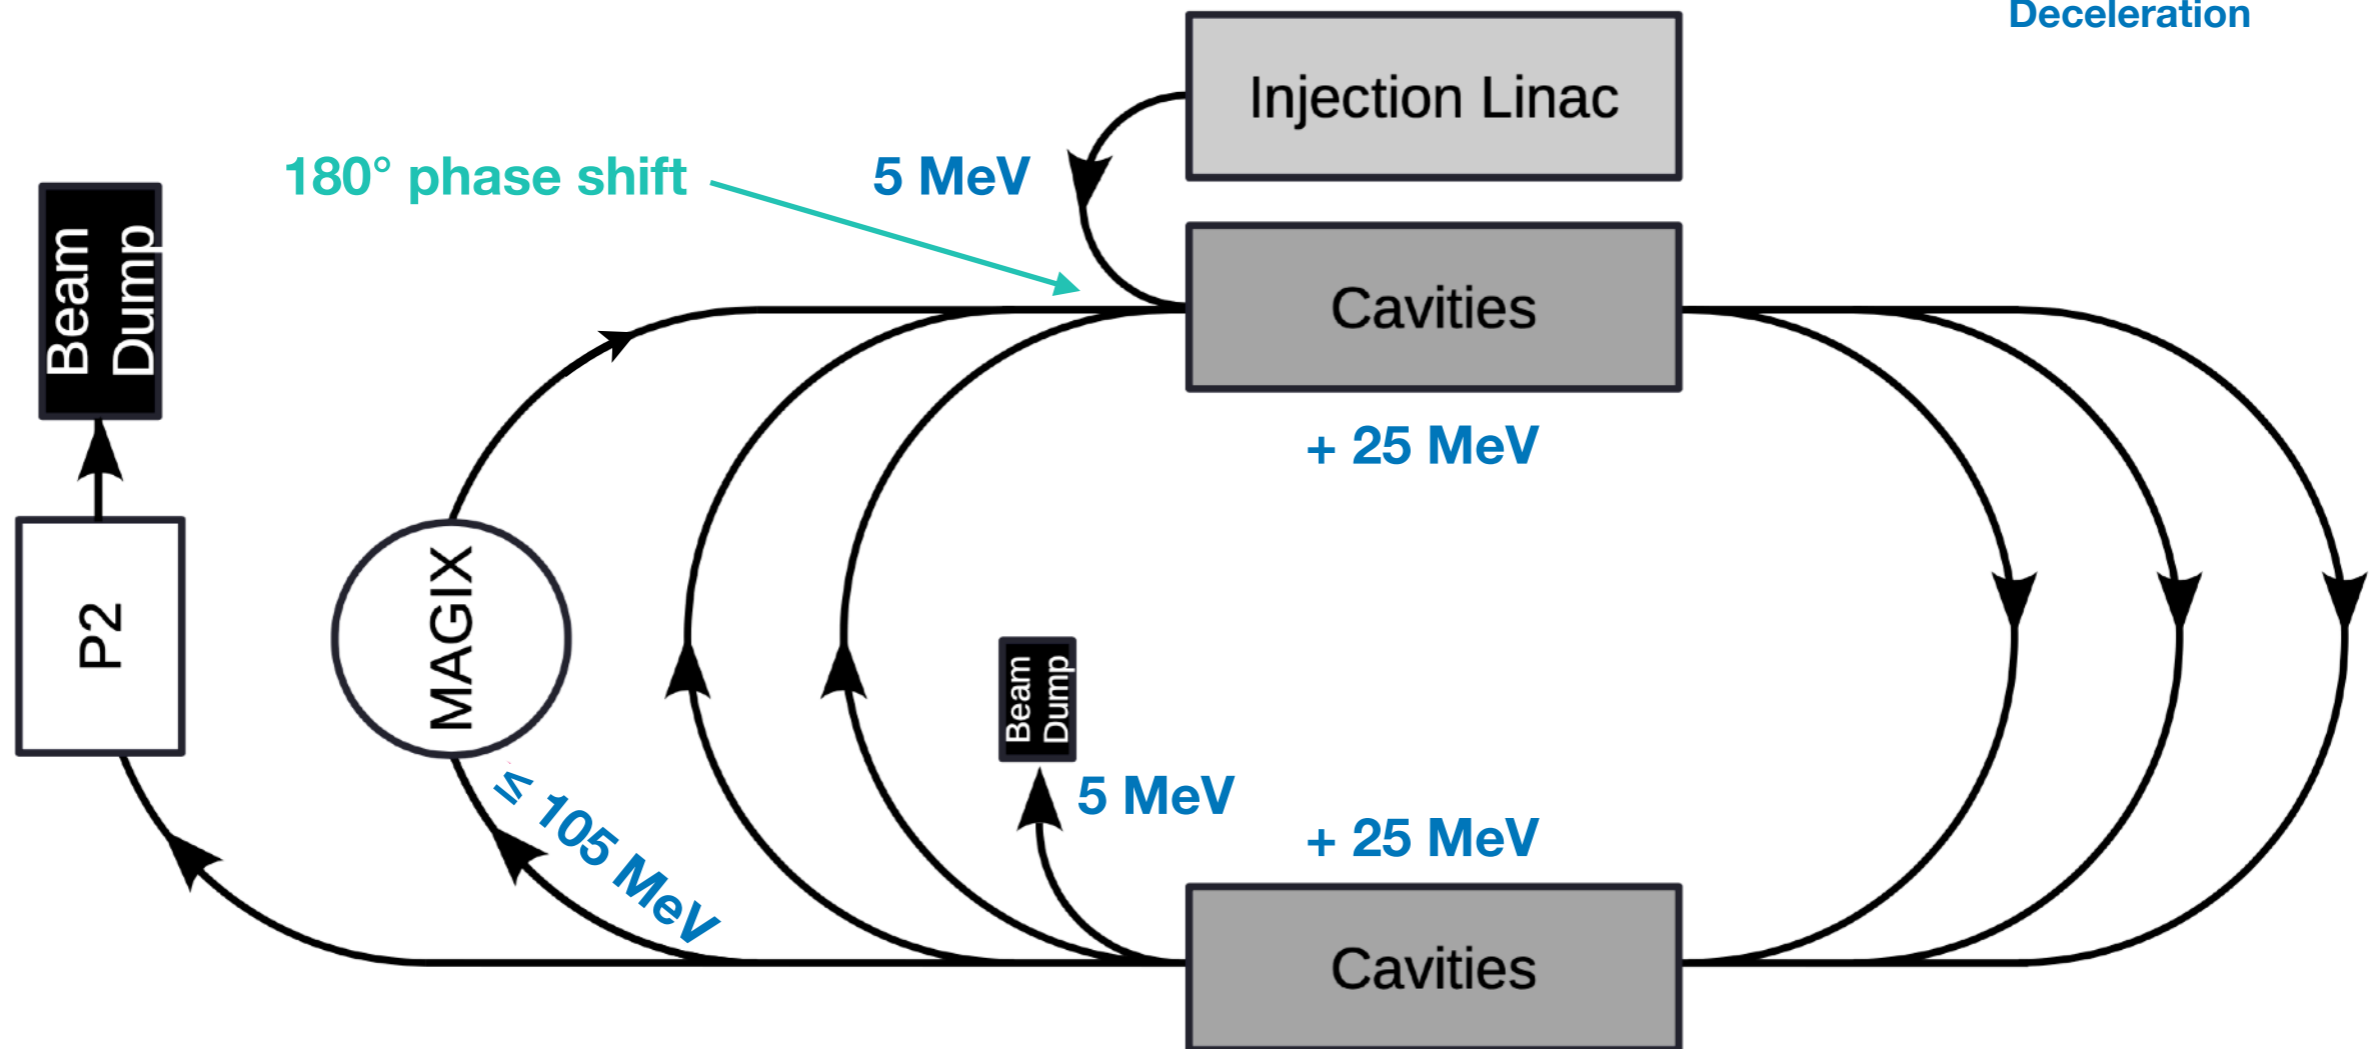 Deceleration
Injection Linac
180° phase shift
5 MeV
Beam
Dump
Cavities
+ 25 MeV
P2
MAGIX
Beam
Dump
≤ 105 MeV
5 MeV
+ 25 MeV
Cavities